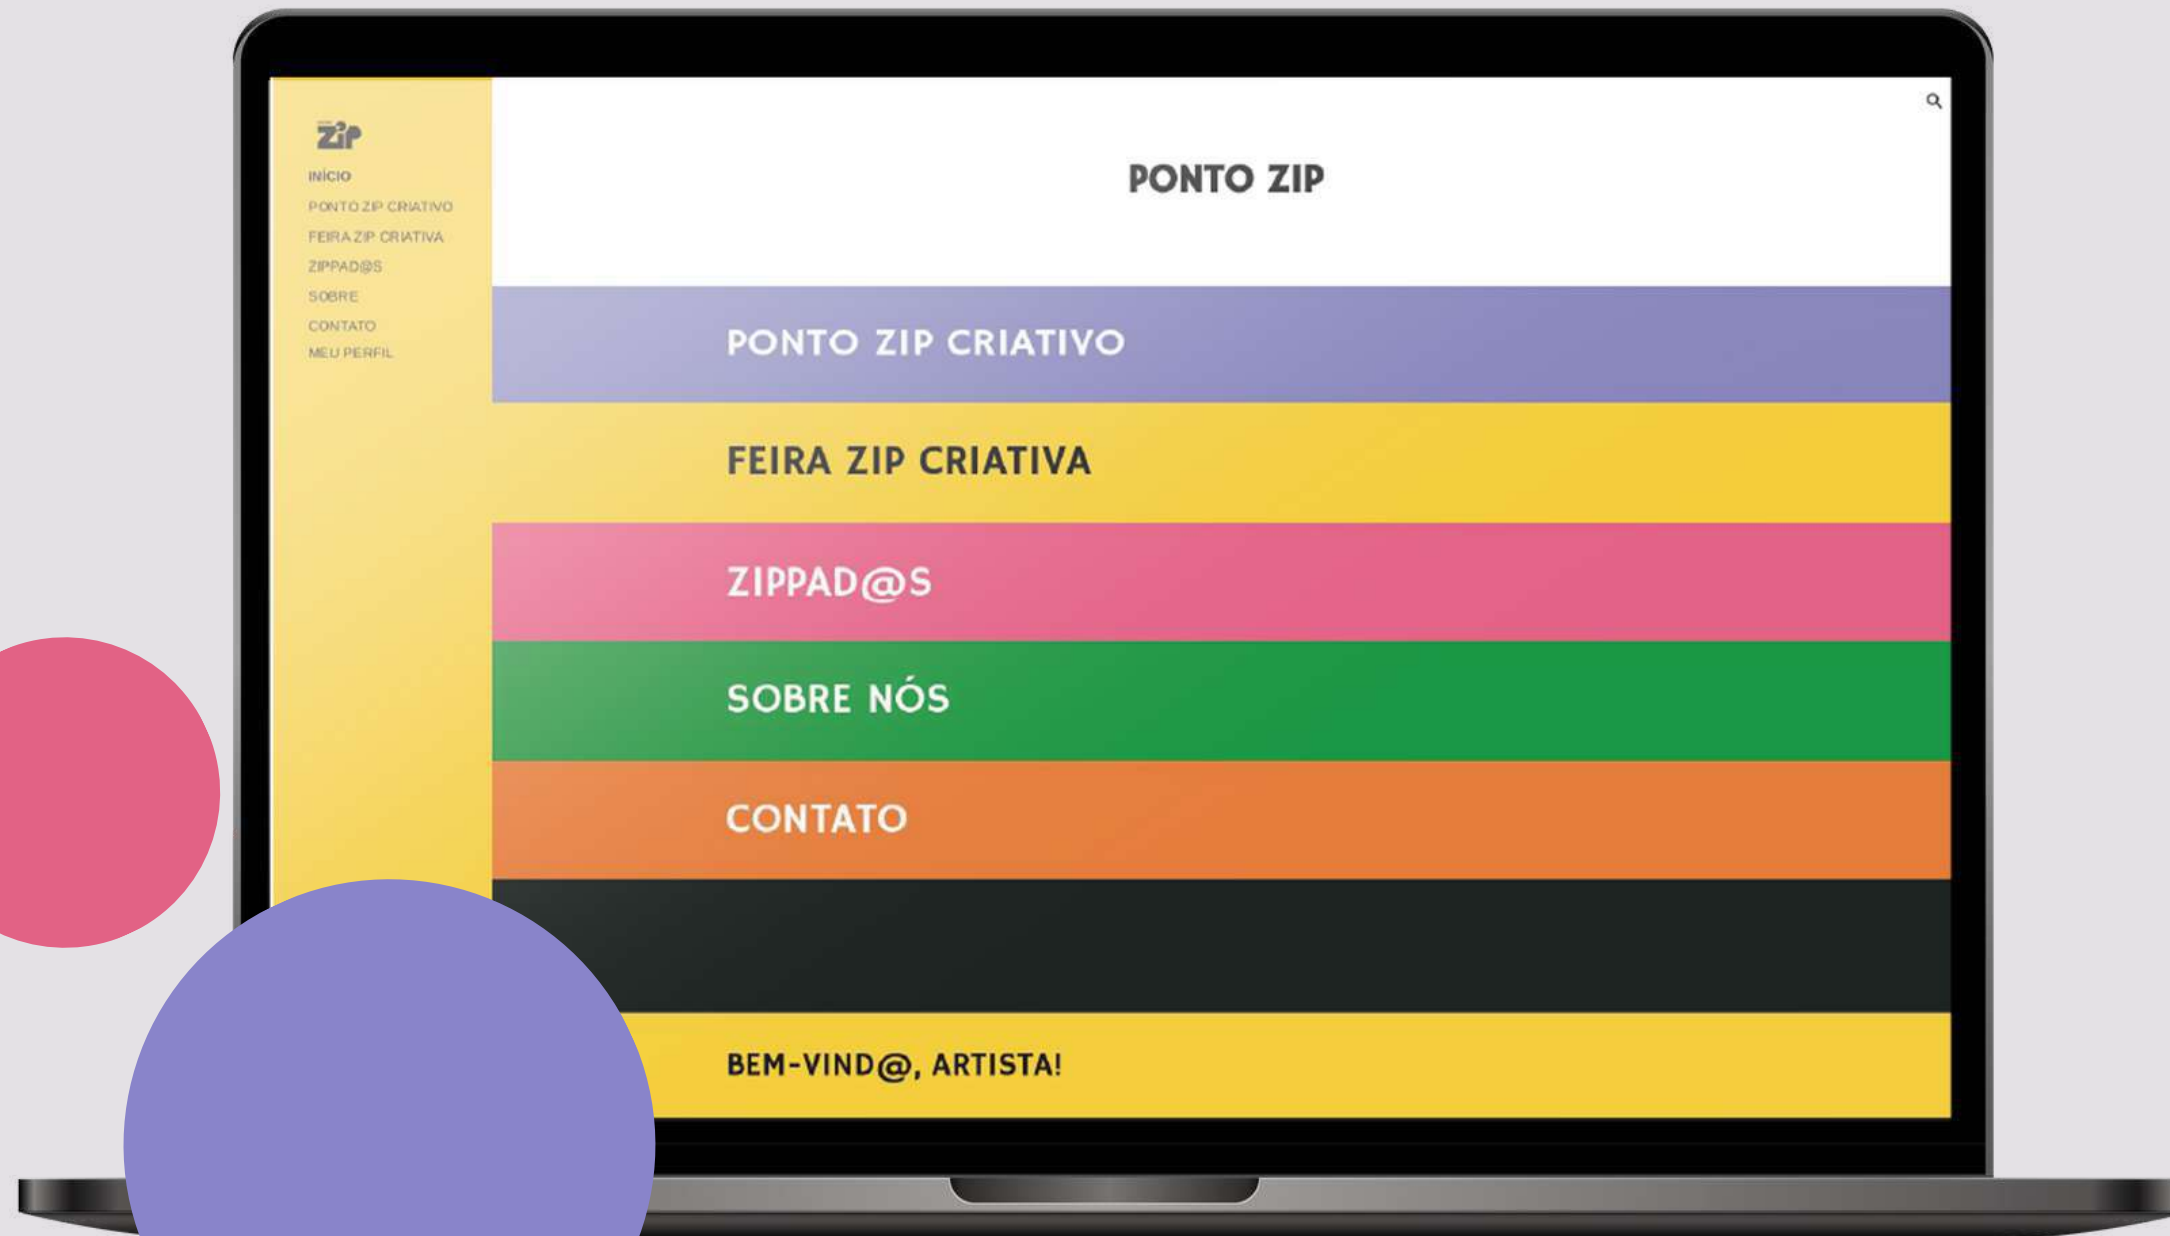 ZIP
INÍCIO
PONTO ZIP CRIATIVO
FEIRA ZIP CRIATIVA
ZIPPAD@S
SOBRE
CONTATO
MEU PERFIL
PONTO ZIP
PONTO ZIP CRIATIVO
FEIRA ZIP CRIATIVA
ZIPPAD@S
SOBRE NÓS
CONTATO
BEM-VIND@, ARTISTA!